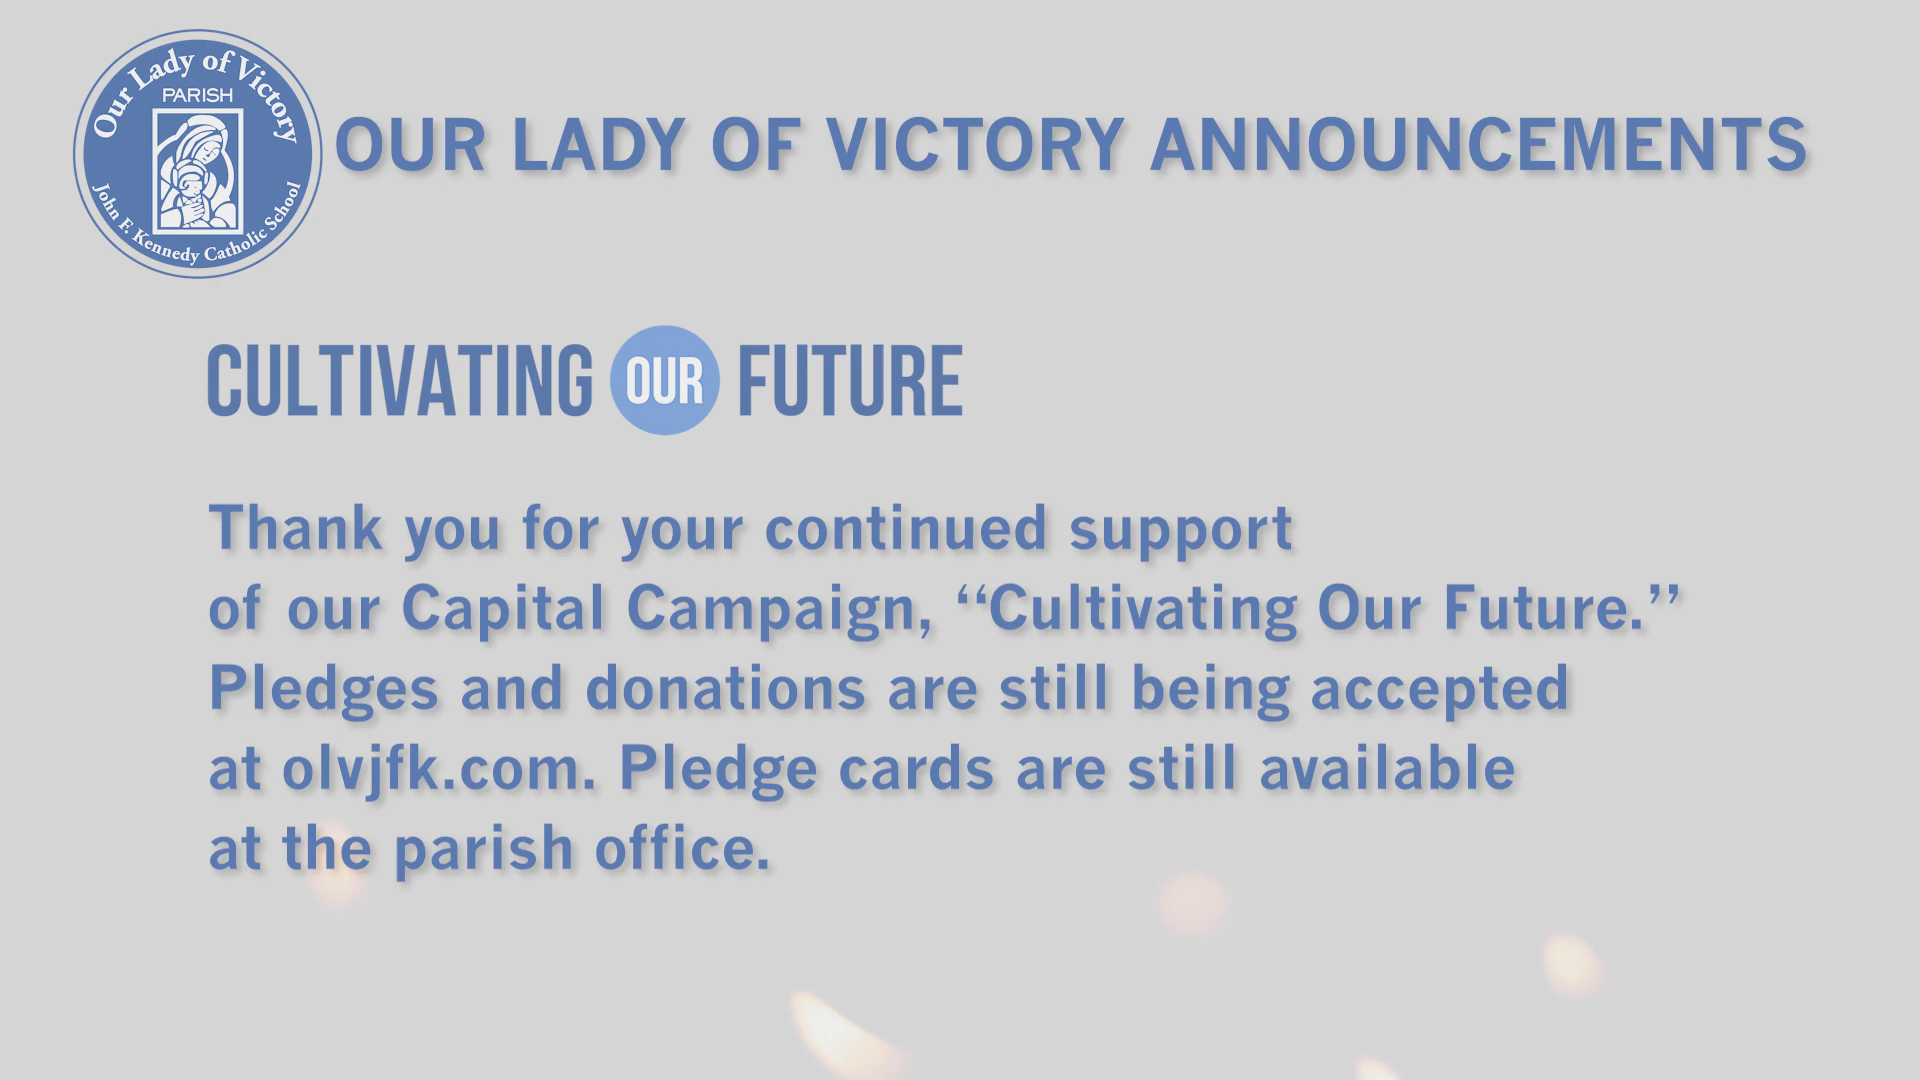 Our Lady of Victory
PARISH
John F. Kennedy Catholic School
OUR LADY OF VICTORY ANNOUNCEMENTS
CULTIVATING OUR FUTURE
Thank you for your continued support
of our Capital Campaign, “Cultivating Our Future.”
Pledges and donations are still being accepted
at olvjfk.com. Pledge cards are still available
at the parish office.